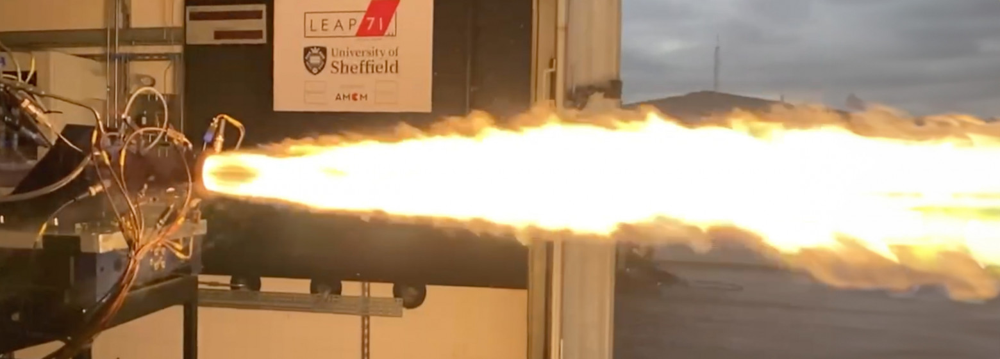 LEAP 71
University of
Sheffield
AMCM